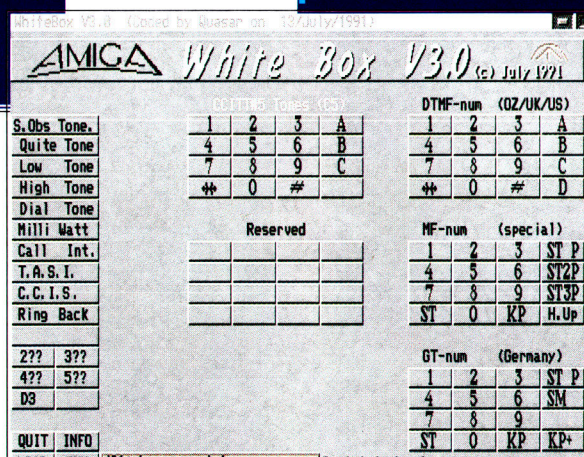 WhiteBox V3.0 (Coded by Quasar on 13/July/1991)
AMIGA White Box V3.0 (c) July 1991
CCITTN5 Tones (C5)
DTMF-num (OZ/UK/US)
S.Obs Tone.
Quite Tone
Low Tone
High Tone
Dial Tone
Milli Watt
Call Int.
T.A.S.I.
C.C.I.S.
Ring Back
2?? 3??
4?? 5??
D3
QUIT INFO
1 2 3 A
4 5 6 B
7 8 9 C
* 0 #
Reserved
1 2 3 A
4 5 6 B
7 8 9 C
* 0 # D
MF-num (special)
1 2 3 ST P
4 5 6 ST2P
7 8 9 ST3P
ST 0 KP H.Up
GT-num (Germany)
1 2 3 ST P
4 5 6 SM
7 8 9
ST 0 KP KP+